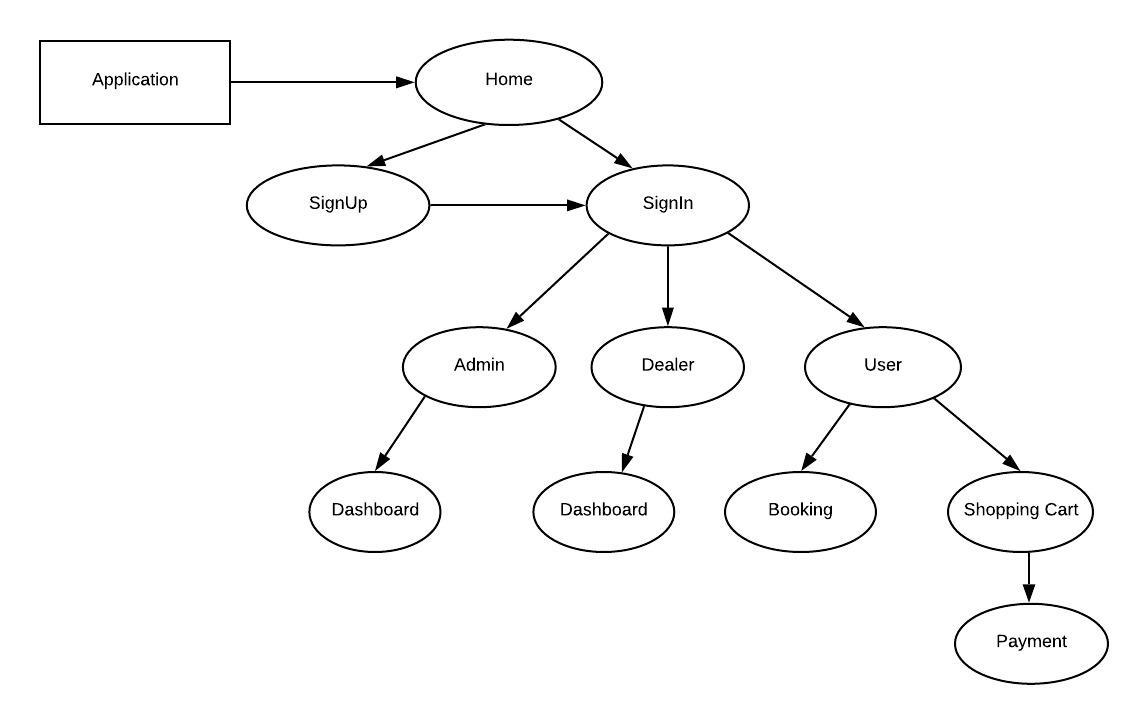 Application
Home
SignUp
SignIn
Admin
Dealer
User
Dashboard
Dashboard
Booking
Shopping Cart
Payment